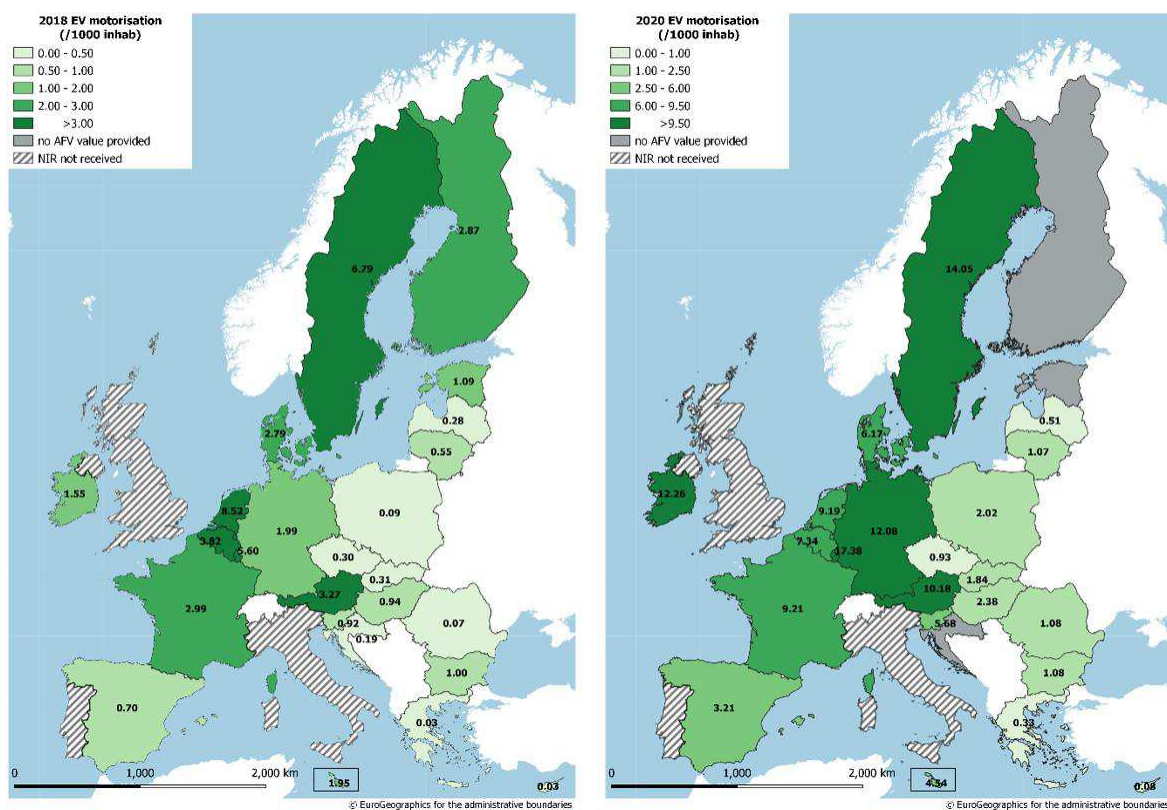 2018 EV motorisation
(/1000 inhab)
0.00 - 0.50
0.50 - 1.00
1.00 - 2.00
2.00 - 3.00
>3.00
no AFV value provided
NIR not received
2.87
6.79
1.09
0.28
2.79
0.55
1.55
8.52
0.09
1.99
3.82
5.60
0.30
0.31
3.27
0.94
2.99
0.92
0.07
0.19
1.00
0.70
0.03
0 1,000 2,000 km
1.95
0.03
© EuroGeographics for the administrative boundaries
2020 EV motorisation
(/1000 inhab)
0.00 - 1.00
1.00 - 2.50
2.50 - 6.00
6.00 - 9.50
>9.50
no AFV value provided
NIR not received
14.05
0.51
6.17
1.07
12.26
9.19
2.02
12.08
7.34
17.38
0.93
1.84
10.18
2.38
9.21
5.68
1.08
1.08
3.21
0.33
0 1,000 2,000 km
4.54
0.08
© EuroGeographics for the administrative boundaries